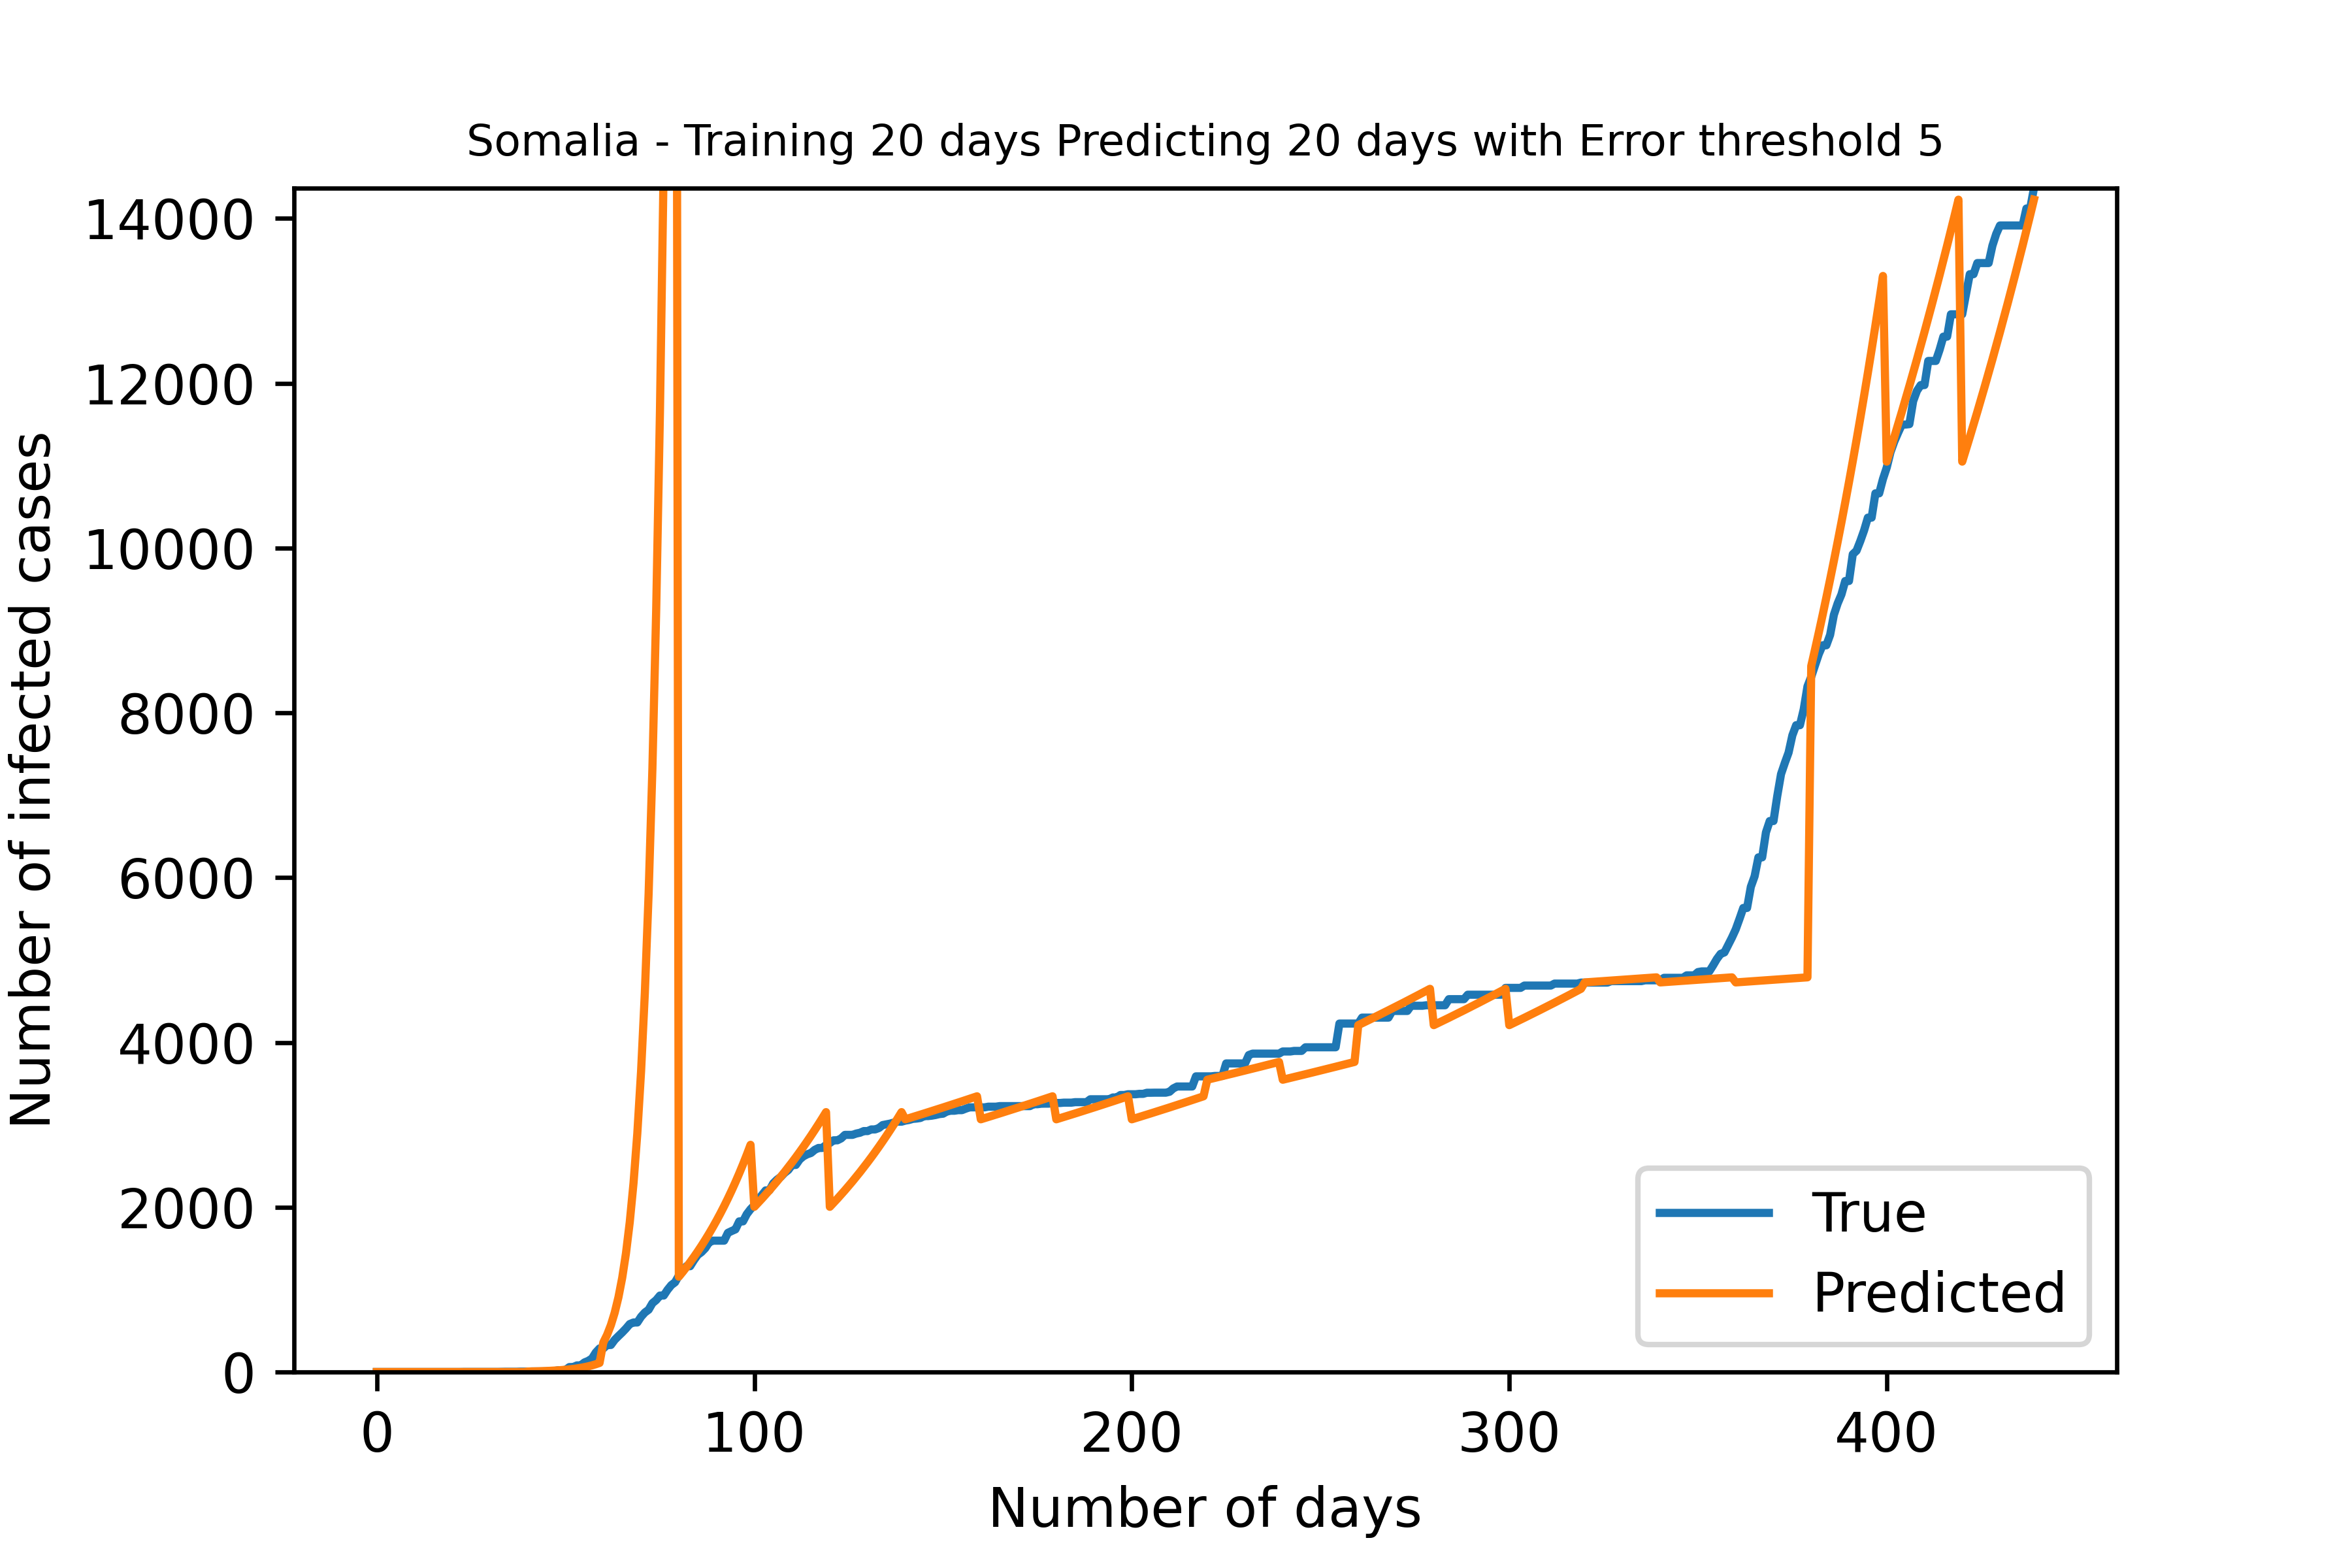 Somalia - Training 20 days Predicting 20 days with Error threshold 5
14000
12000
10000
8000
6000
4000
2000
0
Number of infected cases
True
Predicted
0 100 200 300 400
Number of days